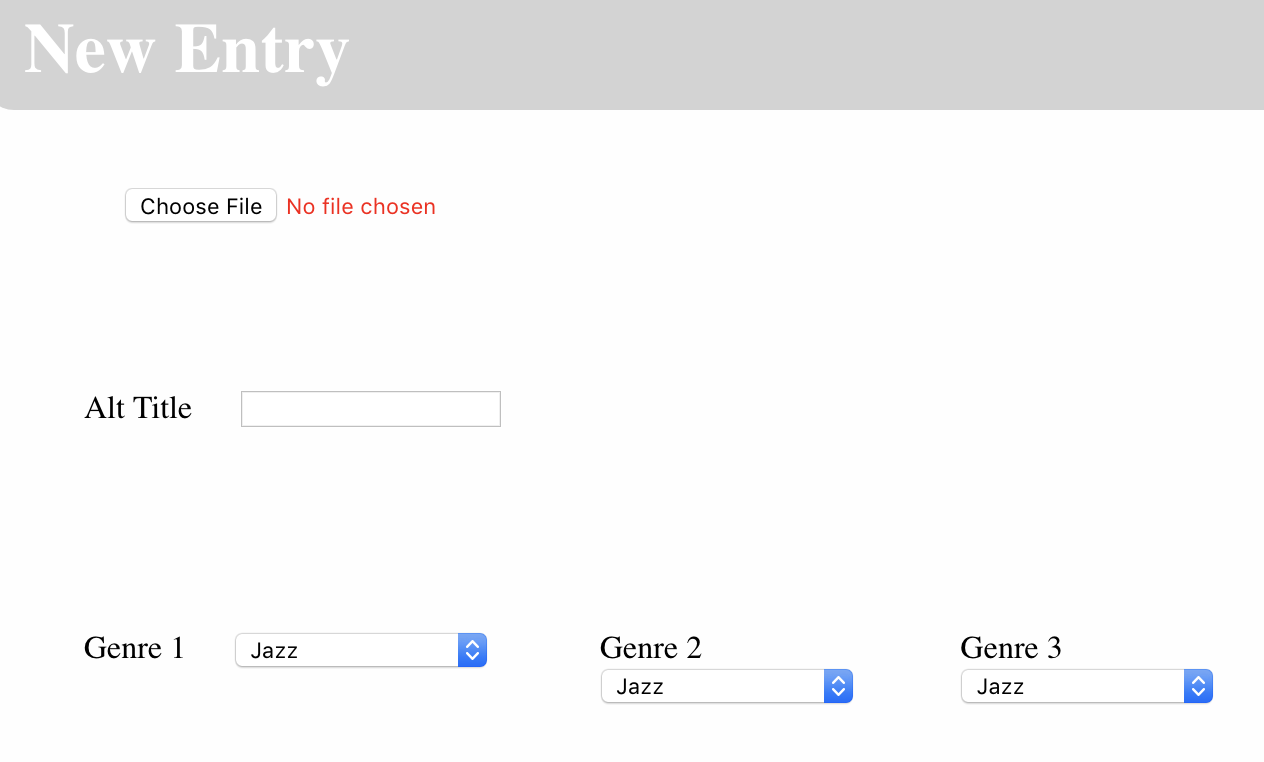 New Entry
Choose File No file chosen
Alt Title
Genre 1 Jazz
Genre 2
Jazz
Genre 3
Jazz